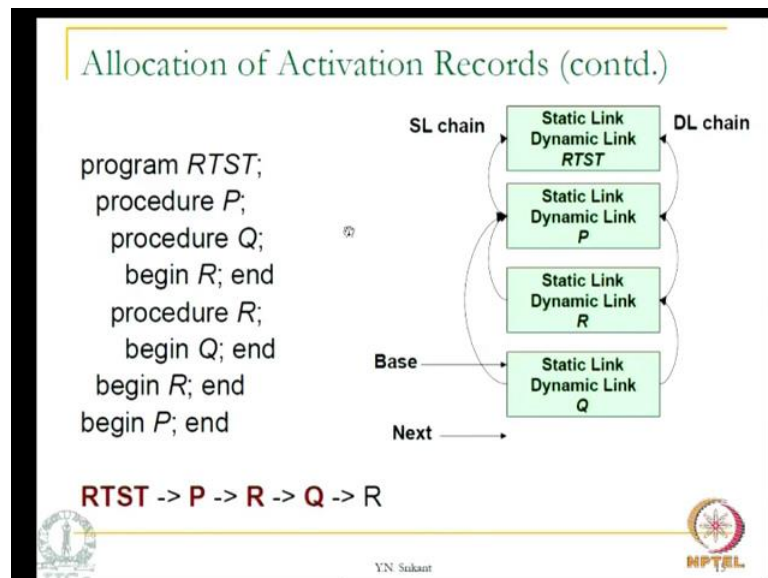 Allocation of Activation Records (contd.)
program RTST;
procedure P;
procedure Q;
begin R; end
procedure R;
begin Q; end
begin R; end
begin P; end
RTST -> P -> R -> Q -> R
SL chain
DL chain
Static Link
Dynamic Link
RTST
Static Link
Dynamic Link
P
Static Link
Dynamic Link
R
Base
Static Link
Dynamic Link
Q
Next
Y.N. Srikant
NPTEL